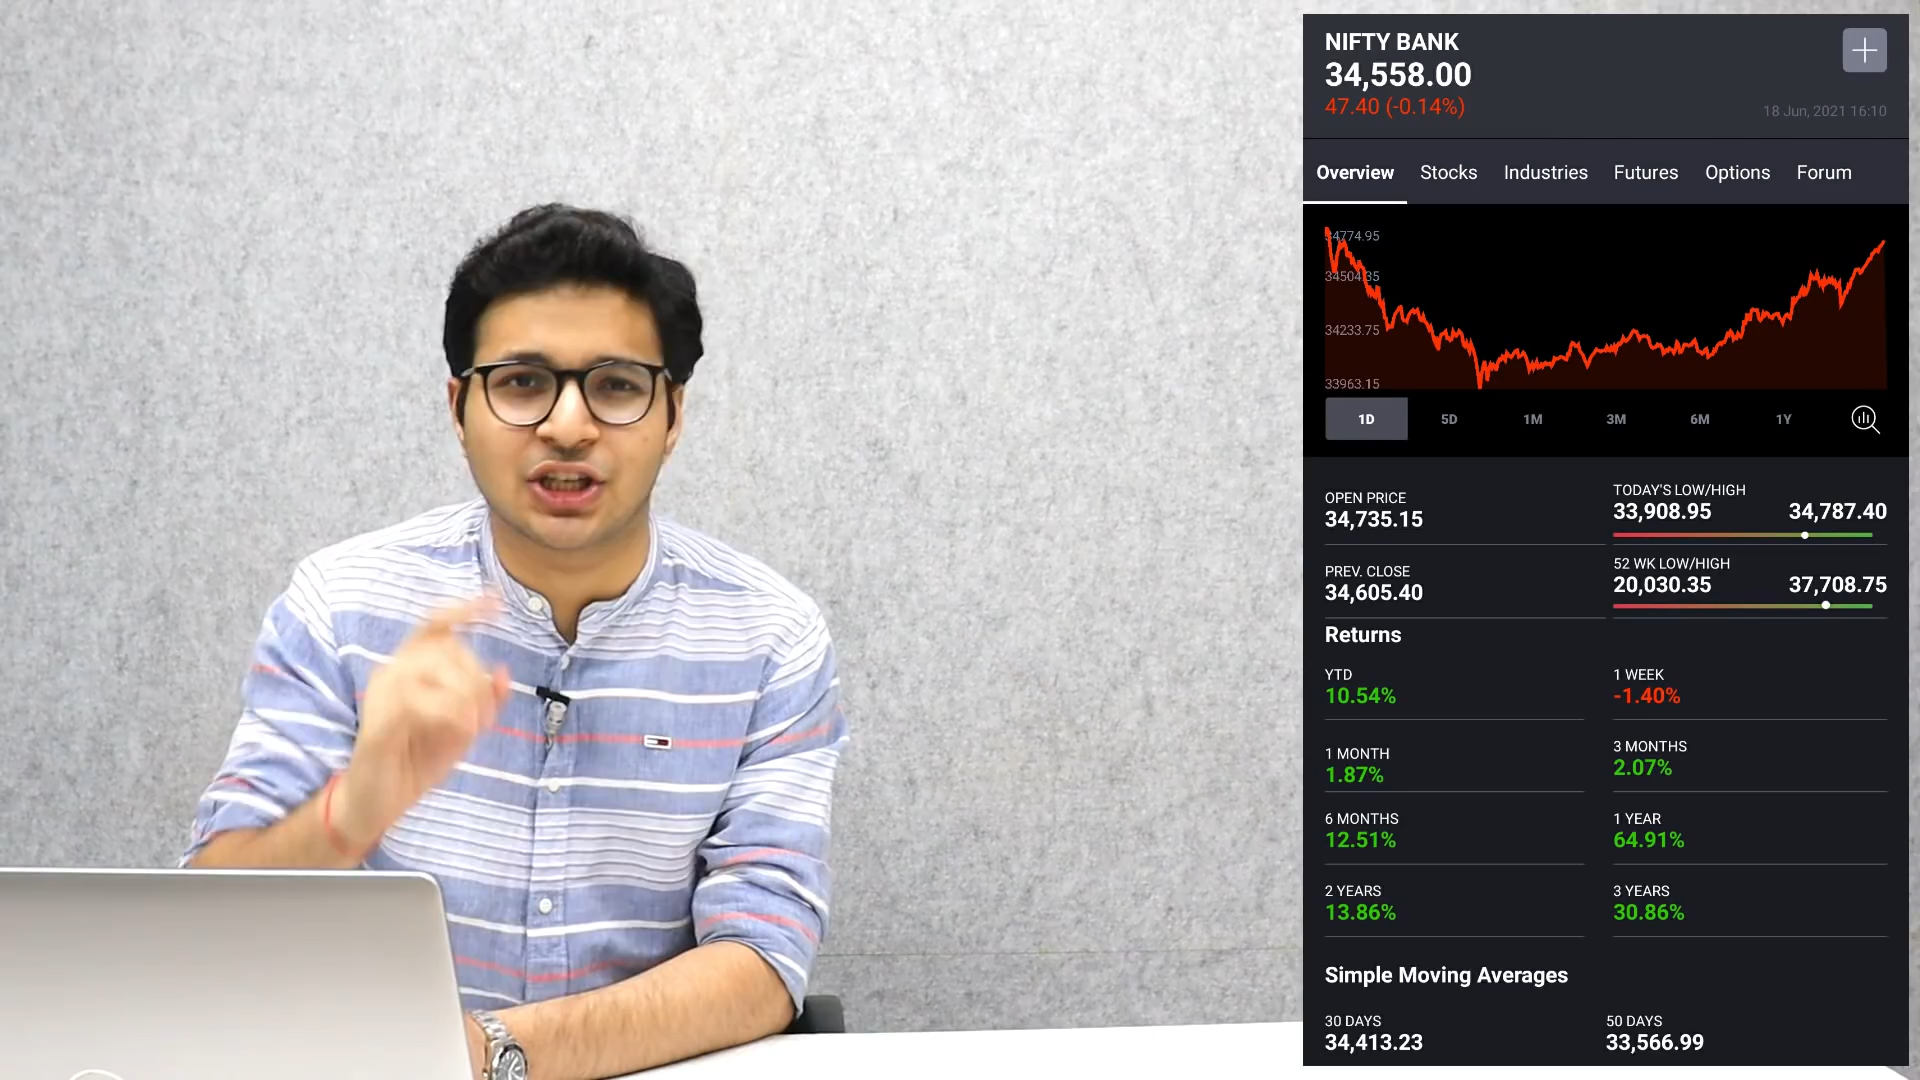 NIFTY BANK
34,558.00
47.40 (-0.14%)
18 Jun, 2021 16:10
Overview Stocks Industries Futures Options Forum
34774.95
34504.35
34233.75
33963.15
1D 5D 1M 3M 6M 1Y
OPEN PRICE
34,735.15
TODAY'S LOW/HIGH
33,908.95 34,787.40
PREV. CLOSE
34,605.40
52 WK LOW/HIGH
20,030.35 37,708.75
Returns
YTD
10.54%
1 WEEK
-1.40%
1 MONTH
1.87%
3 MONTHS
2.07%
6 MONTHS
12.51%
1 YEAR
64.91%
2 YEARS
13.86%
3 YEARS
30.86%
Simple Moving Averages
30 DAYS
34,413.23
50 DAYS
33,566.99